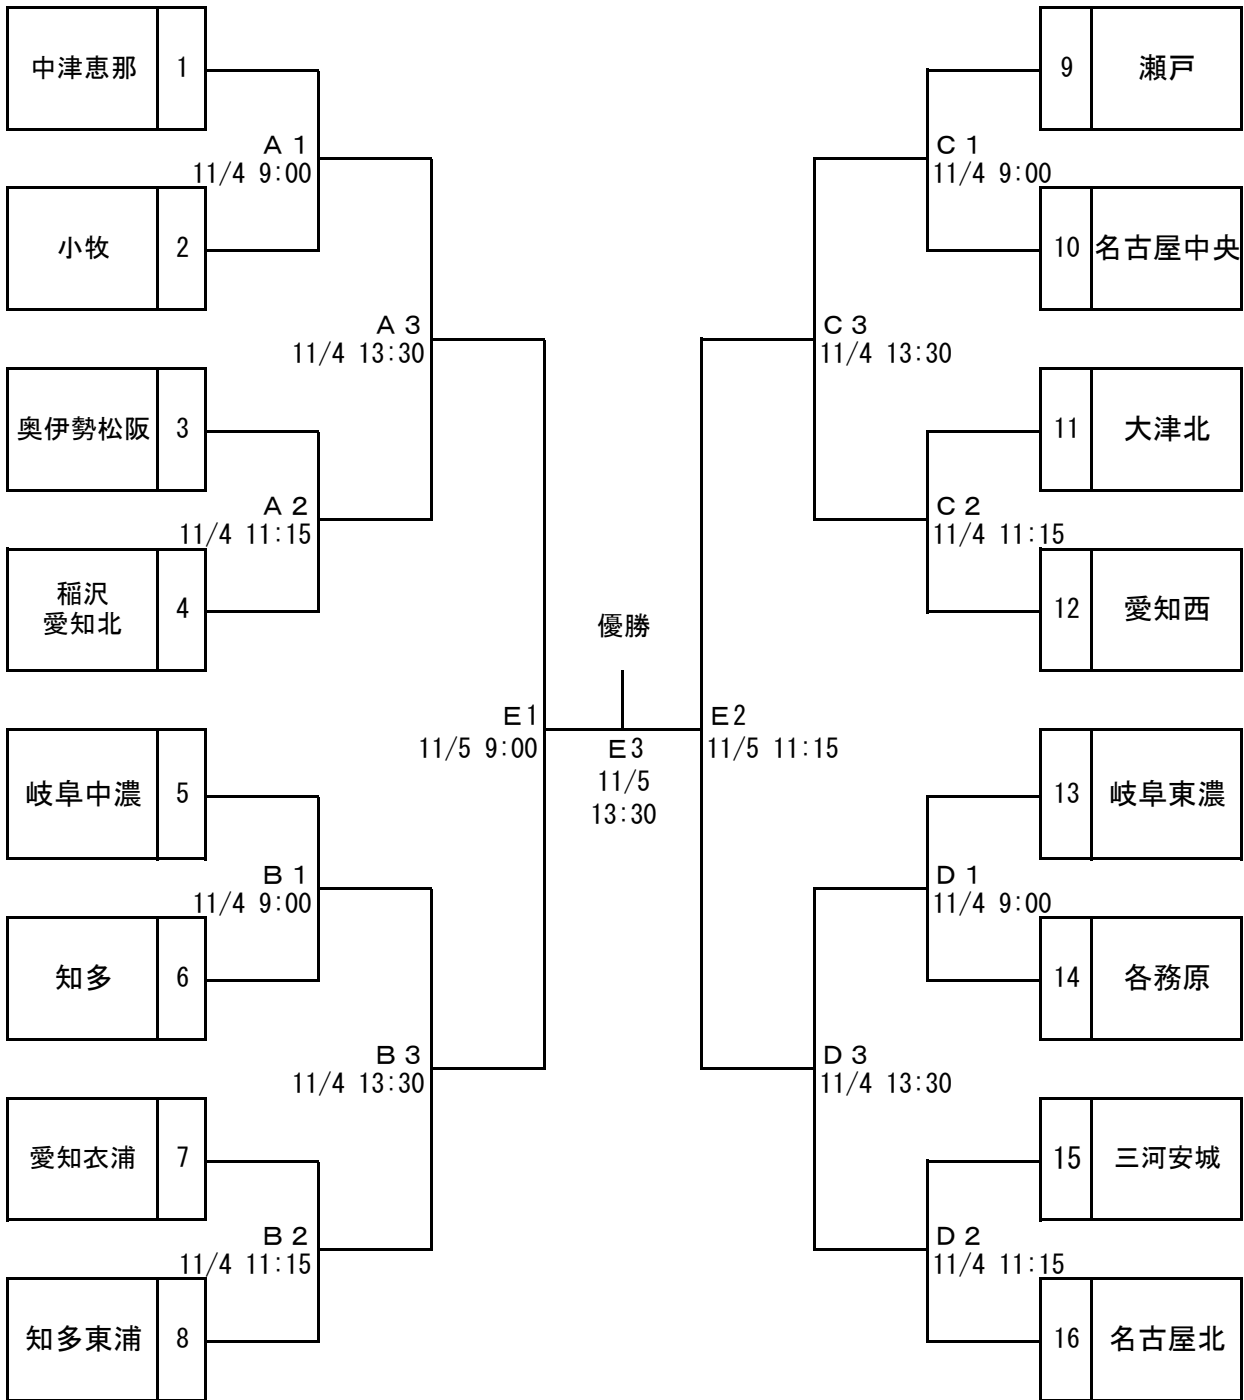 中津恵那 1
A 1
11/4 9:00
小牧 2
A 3
11/4 13:30
奥伊勢松阪 3
A 2
11/4 11:15
稲沢
愛知北 4
E1
11/5 9:00
岐阜中濃 5
B 1
11/4 9:00
知多 6
B 3
11/4 13:30
愛知衣浦 7
B 2
11/4 11:15
知多東浦 8
優勝
E3
11/5
13:30
9 瀬戸
C 1
11/4 9:00
10 名古屋中央
C 3
11/4 13:30
11 大津北
C 2
11/4 11:15
12 愛知西
E2
11/5 11:15
13 岐阜東濃
D 1
11/4 9:00
14 各務原
D 3
11/4 13:30
15 三河安城
D 2
11/4 11:15
16 名古屋北